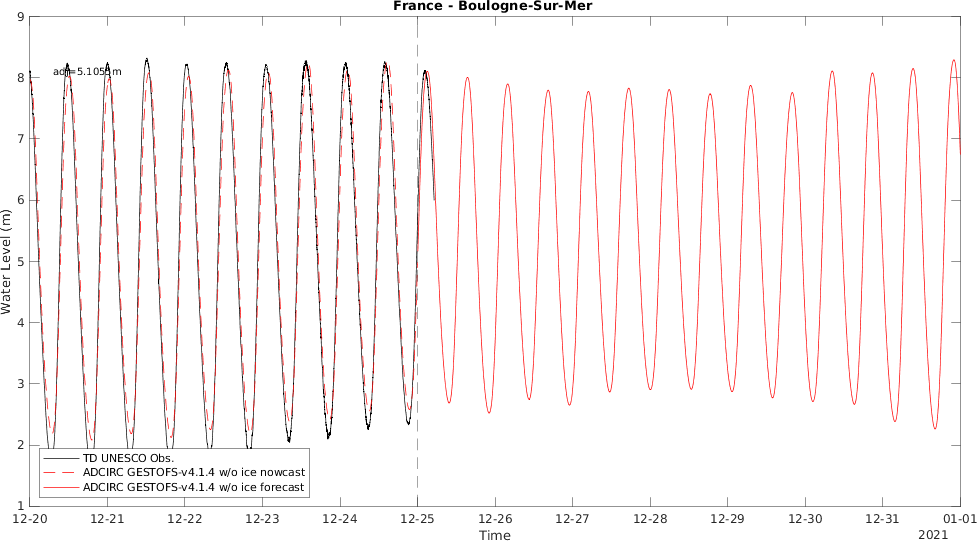 France - Boulogne-Sur-Mer
9
8
7
6
5
4
3
2
1
Water Level (m)
adj=5.1055m
TD UNESCO Obs.
ADCIRC GESTOFS-v4.1.4 w/o ice nowcast
ADCIRC GESTOFS-v4.1.4 w/o ice forecast
12-20 12-21 12-22 12-23 12-24 12-25 12-26 12-27 12-28 12-29 12-30 12-31 01-01
Time
2021